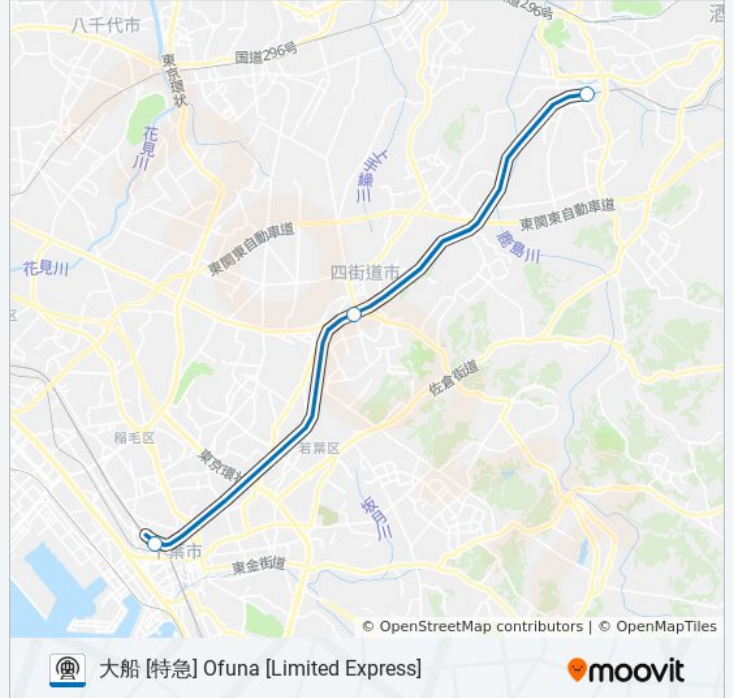 道296号
酒
八千代市
国道296号
東京環状
花見川
手繰川
東関東自動車道
東関東自動車道
鹿島川
花見川
四街道市
区
佐倉街道
稲毛区
若葉区
東京環状
坂月川
千葉市
東金街道
© OpenStreetMap contributors | © OpenMapTiles
大船 [特急] Ofuna [Limited Express]
moovit